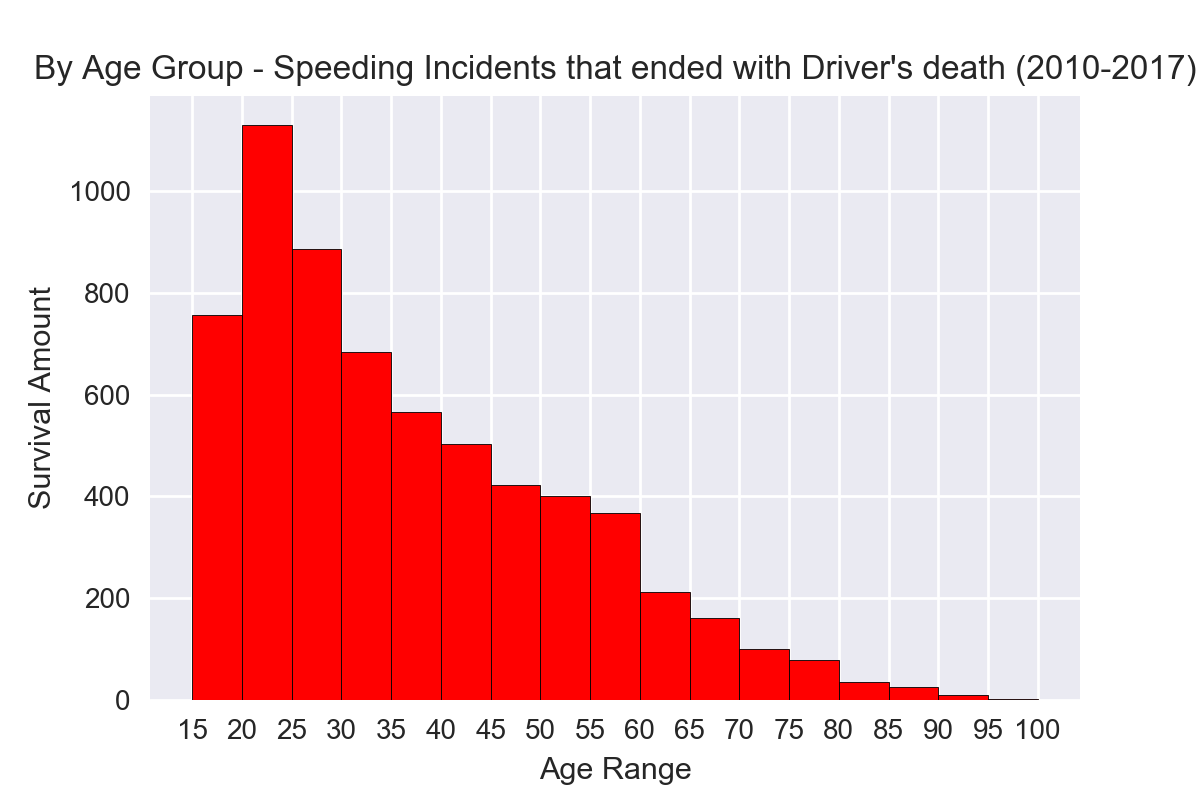 By Age Group - Speeding Incidents that ended with Driver's death (2010-2017)
1000
800
600
400
200
0
Survival Amount
15 20 25 30 35 40 45 50 55 60 65 70 75 80 85 90 95 100
Age Range